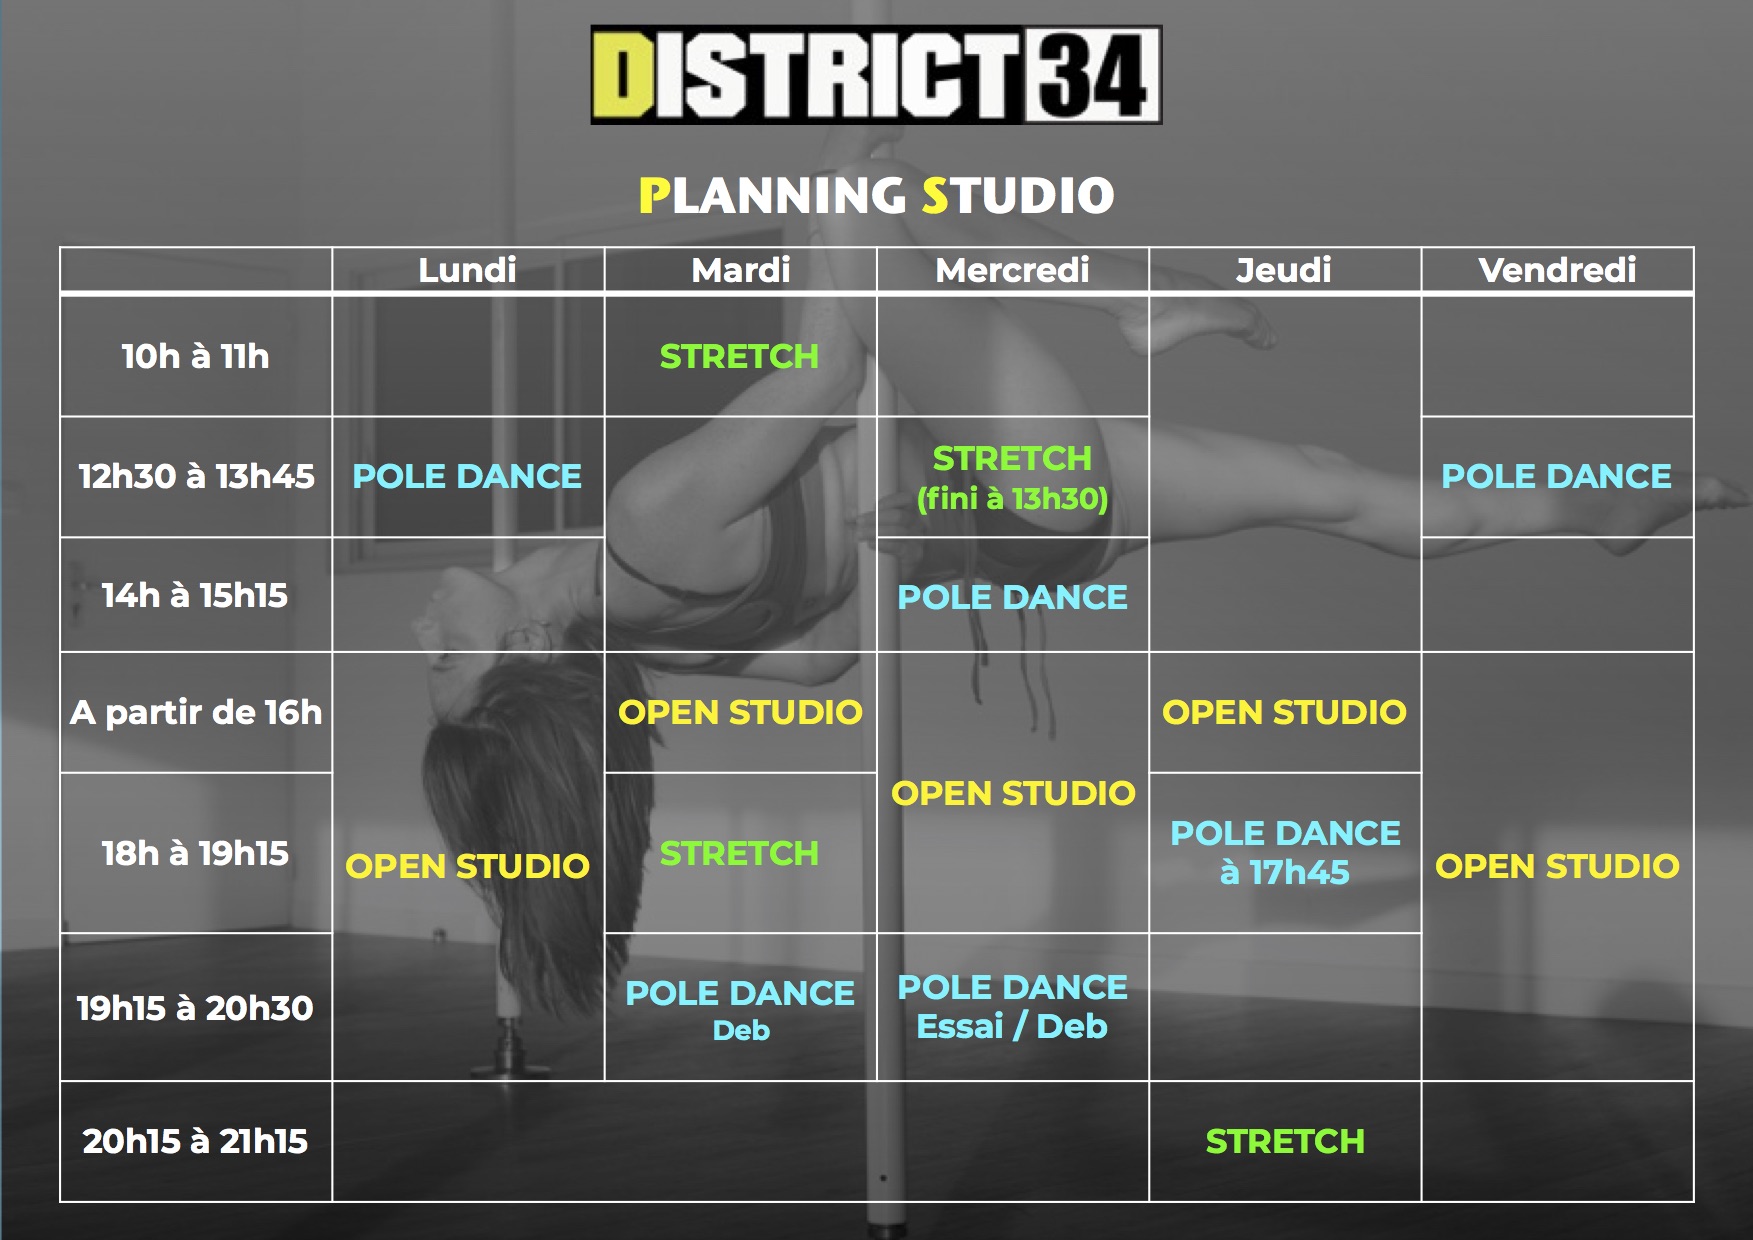 DISTRICT 34
PLANNING STUDIO
Lundi Mardi Mercredi Jeudi Vendredi
10h à 11h STRETCH
12h30 à 13h45 POLE DANCE STRETCH POLE DANCE
(fini à 13h30)
14h à 15h15 POLE DANCE
A partir de 16h OPEN STUDIO OPEN STUDIO
OPEN STUDIO
18h à 19h15 OPEN STUDIO STRETCH POLE DANCE OPEN STUDIO
à 17h45
19h15 à 20h30 POLE DANCE POLE DANCE
Deb Essai / Deb
20h15 à 21h15 STRETCH